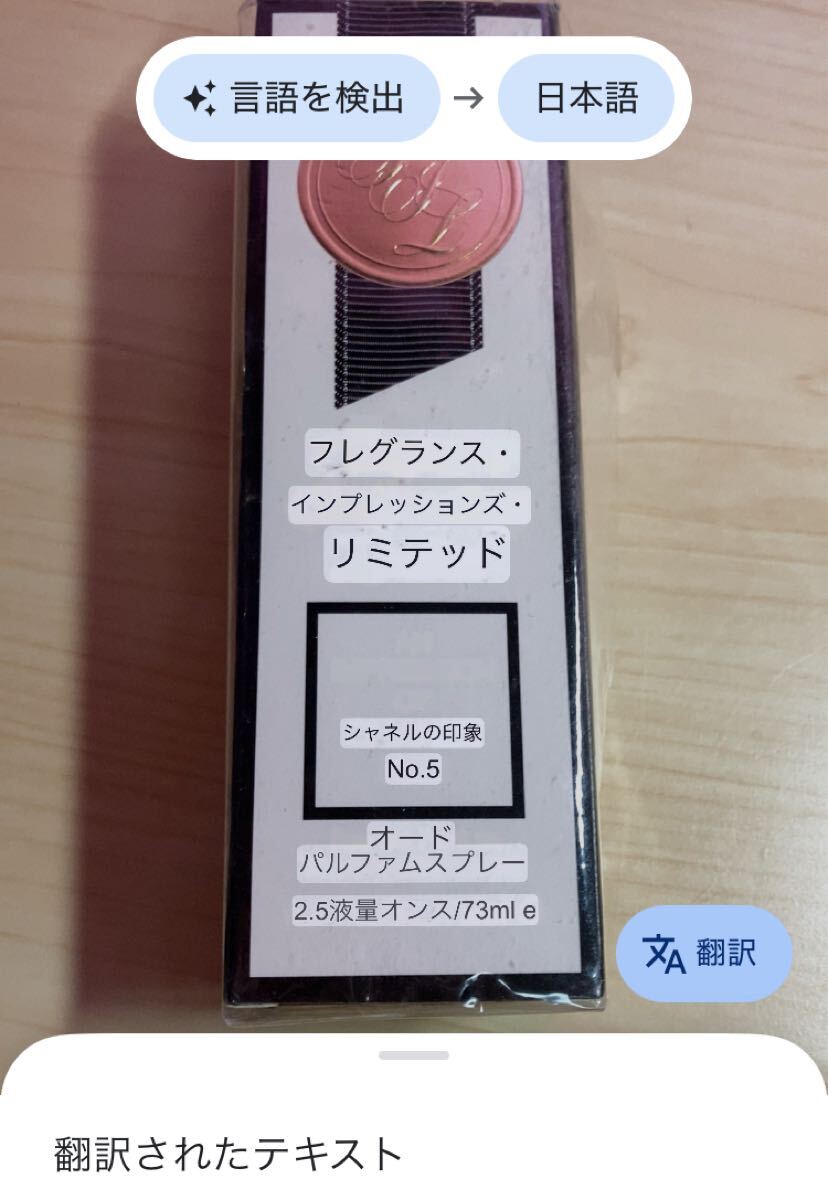 言語を検出 → 日本語
フレグランス・
インプレッションズ・
リミテッド
シャネルの印象
No.5
オード
パルファムスプレー
2.5液量オンス/73ml e
翻訳
翻訳されたテキスト